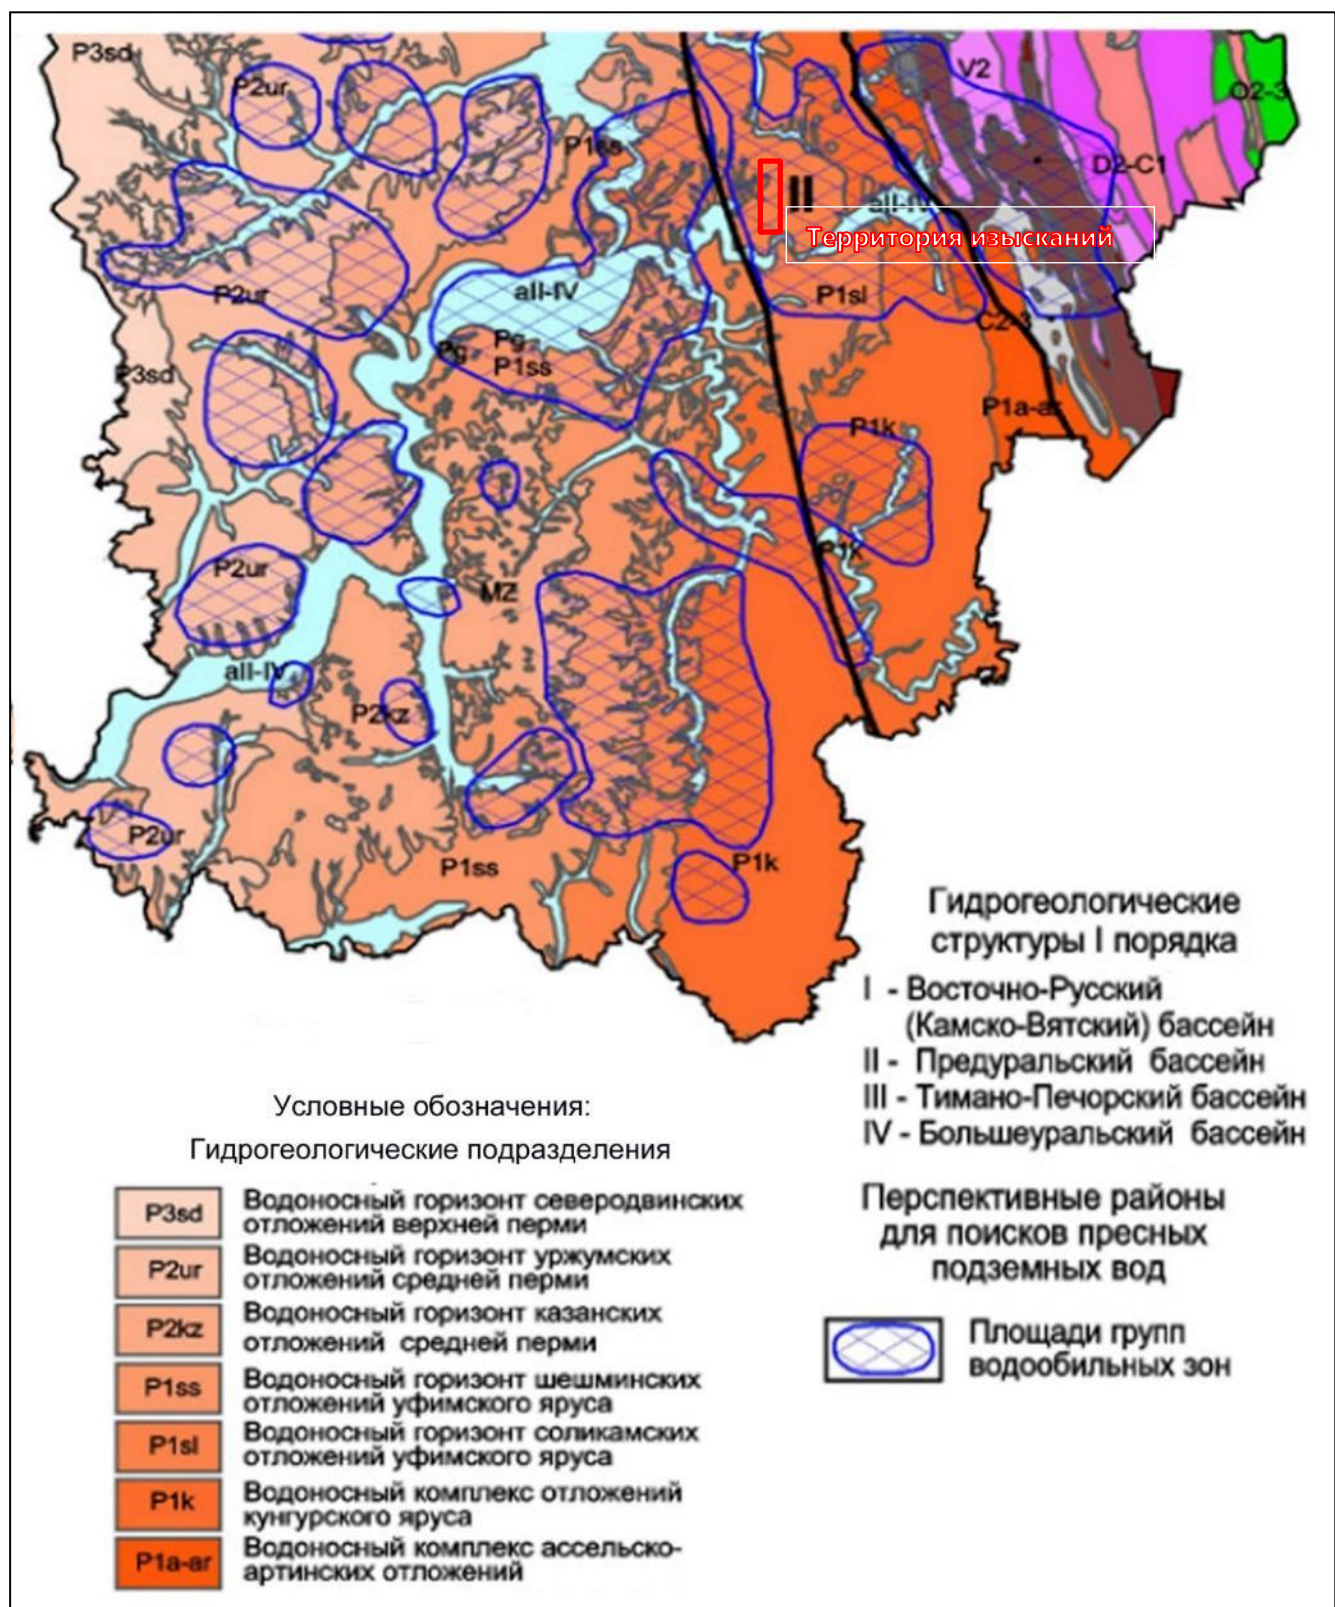 P3sd
P2ur
V2
O2-3
P1ss
D2-C1
II
aII-IV
Территория изысканий
P2ur
aII-IV
P1sl
C2-3
Pg
Pg
P1ss
P3sd
P1a-ar
P1k
P1k
P2ur
MZ
aII-IV
P2kz
P2ur
P1ss
P1k
Гидрогеологические
структуры I порядка
I - Восточно-Русский
(Камско-Вятский) бассейн
II - Предуральский бассейн
III - Тимано-Печорский бассейн
IV - Большеуральский бассейн
Условные обозначения:
Гидрогеологические подразделения
P3sd Водоносный горизонт северодвинских
отложений верхней перми
P2ur Водоносный горизонт уржумских
отложений средней перми
P2kz Водоносный горизонт казанских
отложений средней перми
P1ss Водоносный горизонт шешминских
отложений уфимского яруса
P1sl Водоносный горизонт соликамских
отложений уфимского яруса
P1k Водоносный комплекс отложений
кунгурского яруса
P1a-ar Водоносный комплекс ассельско-
артинских отложений
Перспективные районы
для поисков пресных
подземных вод
Площади групп
водообильных зон